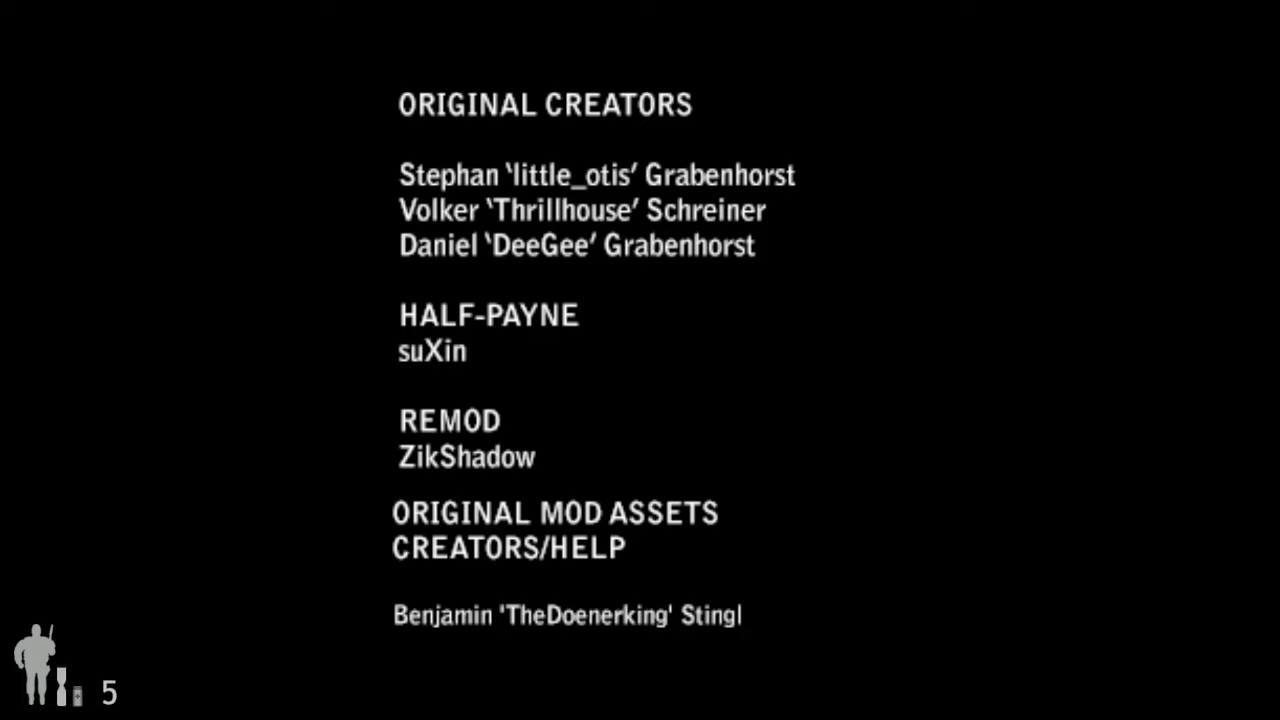 ORIGINAL CREATORS
Stephan ‘little_otis’ Grabenhorst
Volker ‘Thrillhouse’ Schreiner
Daniel ‘DeeGee’ Grabenhorst
HALF-PAYNE
suXin
REMOD
ZikShadow
ORIGINAL MOD ASSETS
CREATORS/HELP
Benjamin 'TheDoenerking' Stingl
5